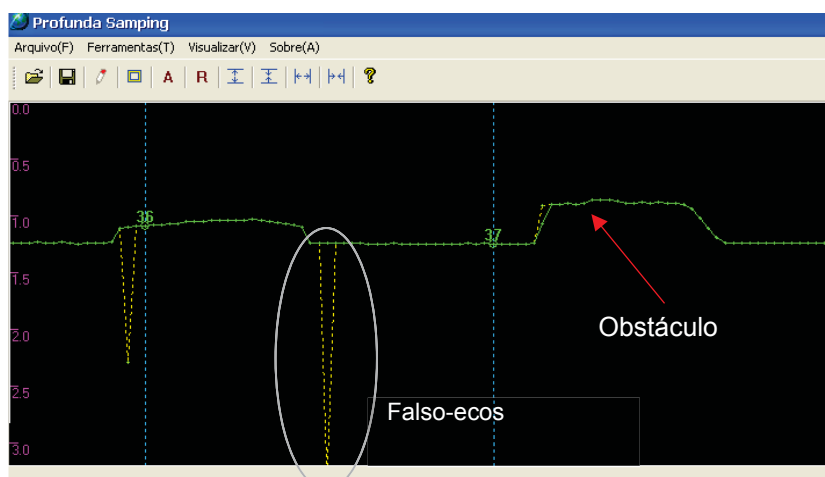 Profunda Samping
Arquivo(F) Ferramentas(T) Visualizar(V) Sobre(A)
A R
0.0
0.5
1.0
36
37
1.5
Obstáculo
2.0
2.5
Falso-ecos
3.0